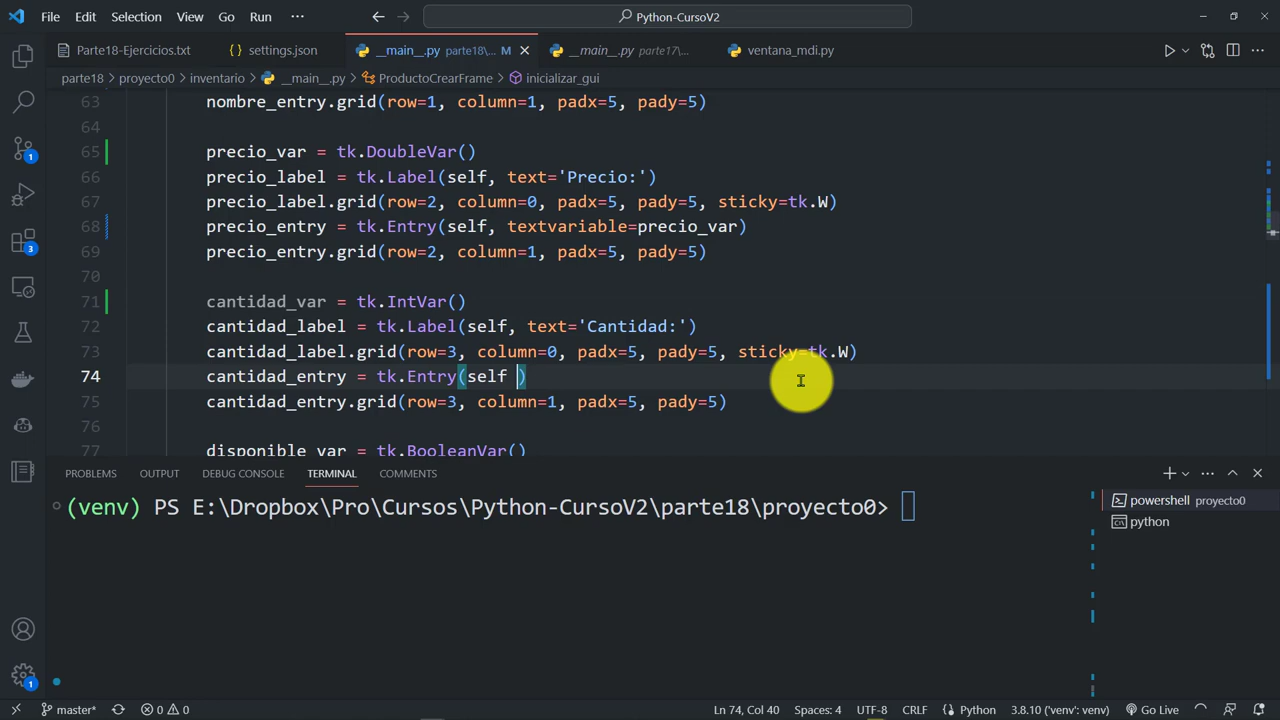 File Edit Selection View Go Run ··· Python-CursoV2
Parte18-Ejercicios.txt settings.json __main__.py parte18\... M __main__.py parte17\'... ventana_mdi.py
parte18 > proyecto0 > inventario > __main__.py > ProductoCrearFrame > inicializar_gui
63 nombre_entry.grid(row=1, column=1, padx=5, pady=5)
64
65 precio_var = tk.DoubleVar()
66 precio_label = tk.Label(self, text='Precio:')
67 precio_label.grid(row=2, column=0, padx=5, pady=5, sticky=tk.W)
68 precio_entry = tk.Entry(self, textvariable=precio_var)
69 precio_entry.grid(row=2, column=1, padx=5, pady=5)
70
71 cantidad_var = tk.IntVar()
72 cantidad_label = tk.Label(self, text='Cantidad:')
73 cantidad_label.grid(row=3, column=0, padx=5, pady=5, sticky=tk.W)
74 cantidad_entry = tk.Entry(self )
75 cantidad_entry.grid(row=3, column=1, padx=5, pady=5)
76
77 disponible_var = tk.BooleanVar()
PROBLEMS OUTPUT DEBUG CONSOLE TERMINAL COMMENTS
(venv) PS E:\Dropbox\Pro\Cursos\Python-CursoV2\parte18\proyecto0>
powershell proyecto0
python
1
3
1
master* 0 0 Ln 74, Col 40 Spaces: 4 UTF-8 CRLF Python 3.8.10 ('venv': venv) Go Live